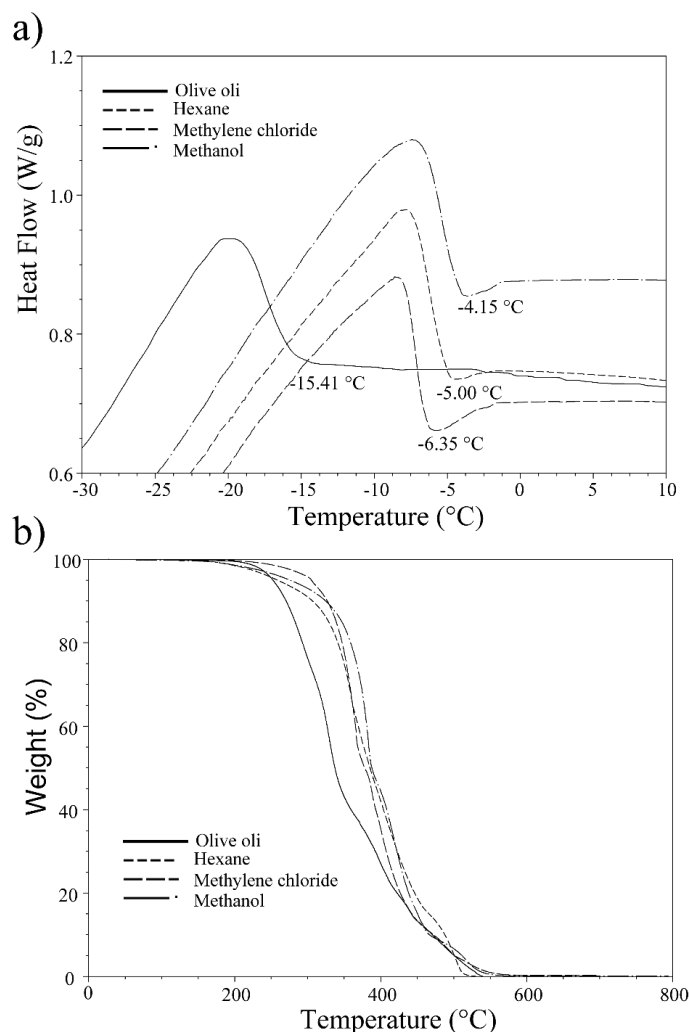 a)
1.2
Olive oli
Hexane
Methylene chloride
Methanol
1.0
Heat Flow (W/g)
0.8
-4.15 °C
-15.41 °C
-5.00 °C
-6.35 °C
0.6
-30 -25 -20 -15 -10 -5 0 5 10
Temperature (°C)
b)
100
80
60
Weight (%)
40
Olive oli
Hexane
Methylene chloride
Methanol
20
0
0 200 400 600 800
Temperature (°C)